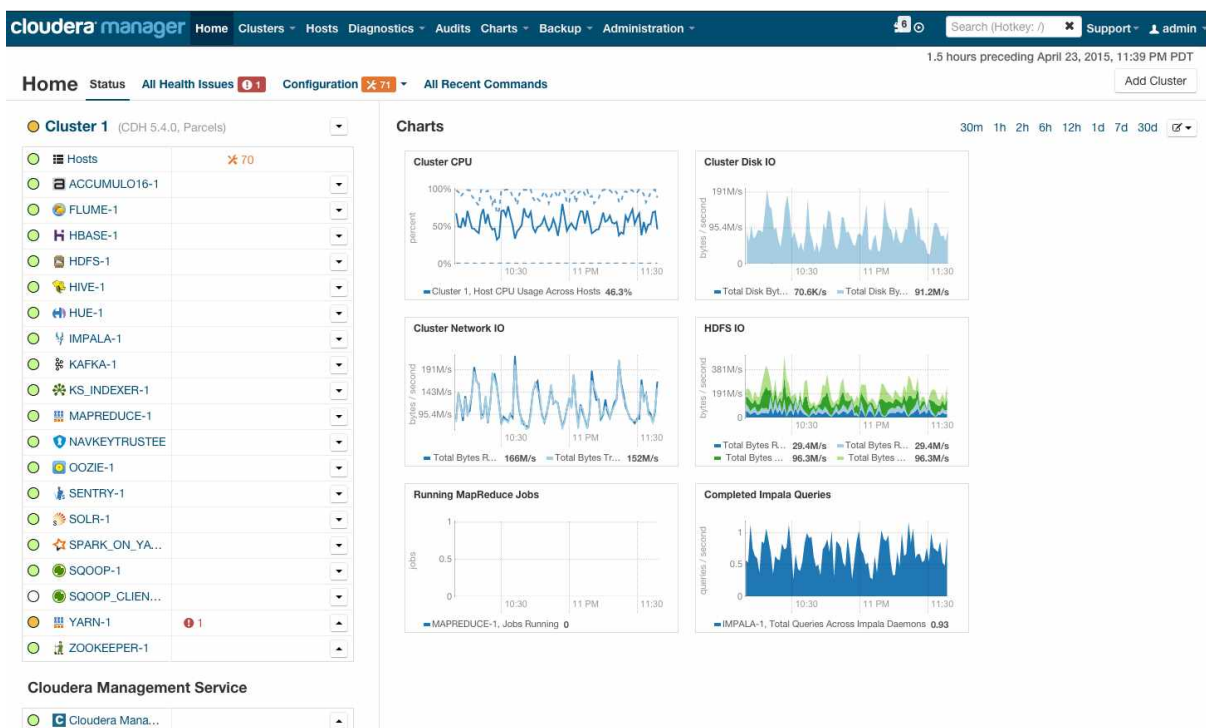 cloudera manager Home Clusters Hosts Diagnostics Audits Charts Backup Administration 6 Search (Hotkey: /) Support admin
1.5 hours preceding April 23, 2015, 11:39 PM PDT
Home Status All Health Issues 1 Configuration 71 All Recent Commands Add Cluster
Cluster 1 (CDH 5.4.0, Parcels)
Hosts 70
ACCUMULO16-1
FLUME-1
HBASE-1
HDFS-1
HIVE-1
HUE-1
IMPALA-1
KAFKA-1
KS_INDEXER-1
MAPREDUCE-1
NAVKEYTRUSTEE
OOZIE-1
SENTRY-1
SOLR-1
SPARK_ON_YA...
SQOOP-1
SQOOP_CLIEN...
YARN-1 1
ZOOKEEPER-1
Cloudera Management Service
Cloudera Mana...
Charts 30m 1h 2h 6h 12h 1d 7d 30d
Cluster CPU
percent
100%
50%
0%
10:30 11 PM 11:30
Cluster 1, Host CPU Usage Across Hosts 46.3%
Cluster Disk IO
bytes / second
191M/s
95.4M/s
0
10:30 11 PM 11:30
Total Disk Byt... 70.6K/s Total Disk By... 91.2M/s
Cluster Network IO
bytes / second
191M/s
143M/s
95.4M/s
10:30 11 PM 11:30
Total Bytes R... 166M/s Total Bytes Tr... 152M/s
HDFS IO
bytes / second
381M/s
191M/s
0
10:30 11 PM 11:30
Total Bytes R... 29.4M/s Total Bytes R... 29.4M/s
Total Bytes ... 96.3M/s Total Bytes ... 96.3M/s
Running MapReduce Jobs
jobs
1
0.5
0
10:30 11 PM 11:30
MAPREDUCE-1, Jobs Running 0
Completed Impala Queries
queries / second
1
0.5
0
10:30 11 PM 11:30
IMPALA-1, Total Queries Across Impala Daemons 0.93